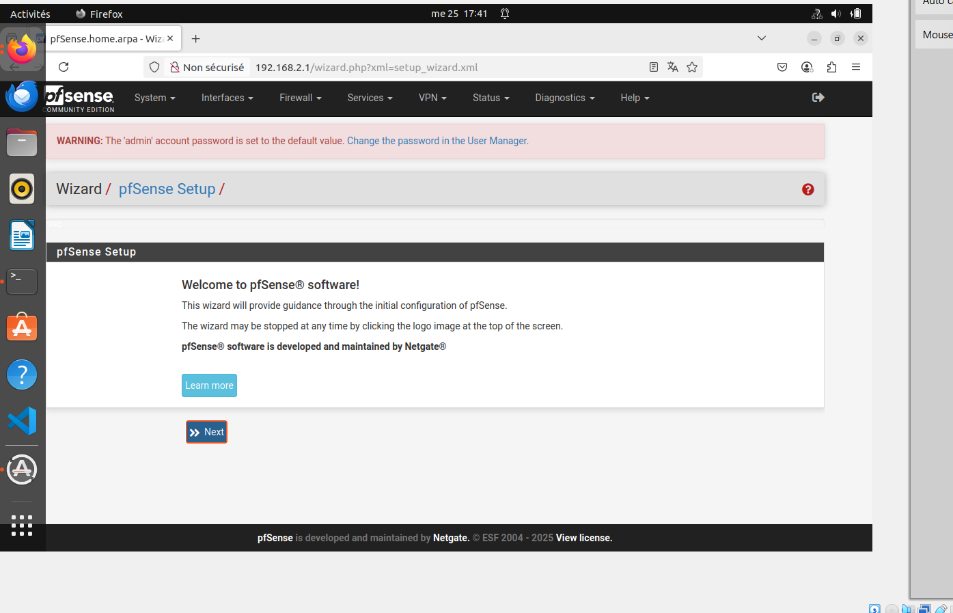 Activités
Firefox
me 25 17:41
pfSense.home.arpa - Wiz
Non sécurisé
192.168.2.1/wizard.php?xml=setup_wizard.xml
pfsense
COMMUNITY EDITION
System
Interfaces
Firewall
Services
VPN
Status
Diagnostics
Help
WARNING: The 'admin' account password is set to the default value. Change the password in the User Manager.
Wizard / pfSense Setup /
pfSense Setup
Welcome to pfSense® software!
This wizard will provide guidance through the initial configuration of pfSense.
The wizard may be stopped at any time by clicking the logo image at the top of the screen.
pfSense® software is developed and maintained by Netgate®
Learn more
Next
pfSense is developed and maintained by Netgate. © ESF 2004 - 2025 View license.
Auto c
Mouse